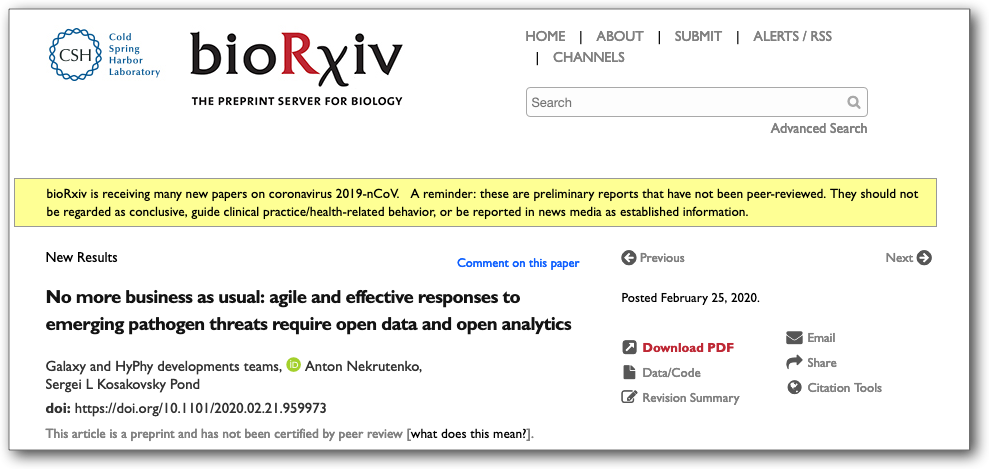 CSH
Cold
Spring
Harbor
Laboratory
bioRxiv
THE PREPRINT SERVER FOR BIOLOGY
HOME | ABOUT | SUBMIT | ALERTS / RSS
| CHANNELS
Search
Advanced Search
bioRxiv is receiving many new papers on coronavirus 2019-nCoV. A reminder: these are preliminary reports that have not been peer-reviewed. They should not
be regarded as conclusive, guide clinical practice/health-related behavior, or be reported in news media as established information.
New Results
Comment on this paper
No more business as usual: agile and effective responses to
emerging pathogen threats require open data and open analytics
Galaxy and HyPhy developments teams, iD Anton Nekrutenko,
Sergei L Kosakovsky Pond
doi: https://doi.org/10.1101/2020.02.21.959973
This article is a preprint and has not been certified by peer review [what does this mean?].
Previous
Next
Posted February 25, 2020.
Download PDF
Data/Code
Revision Summary
Email
Share
Citation Tools